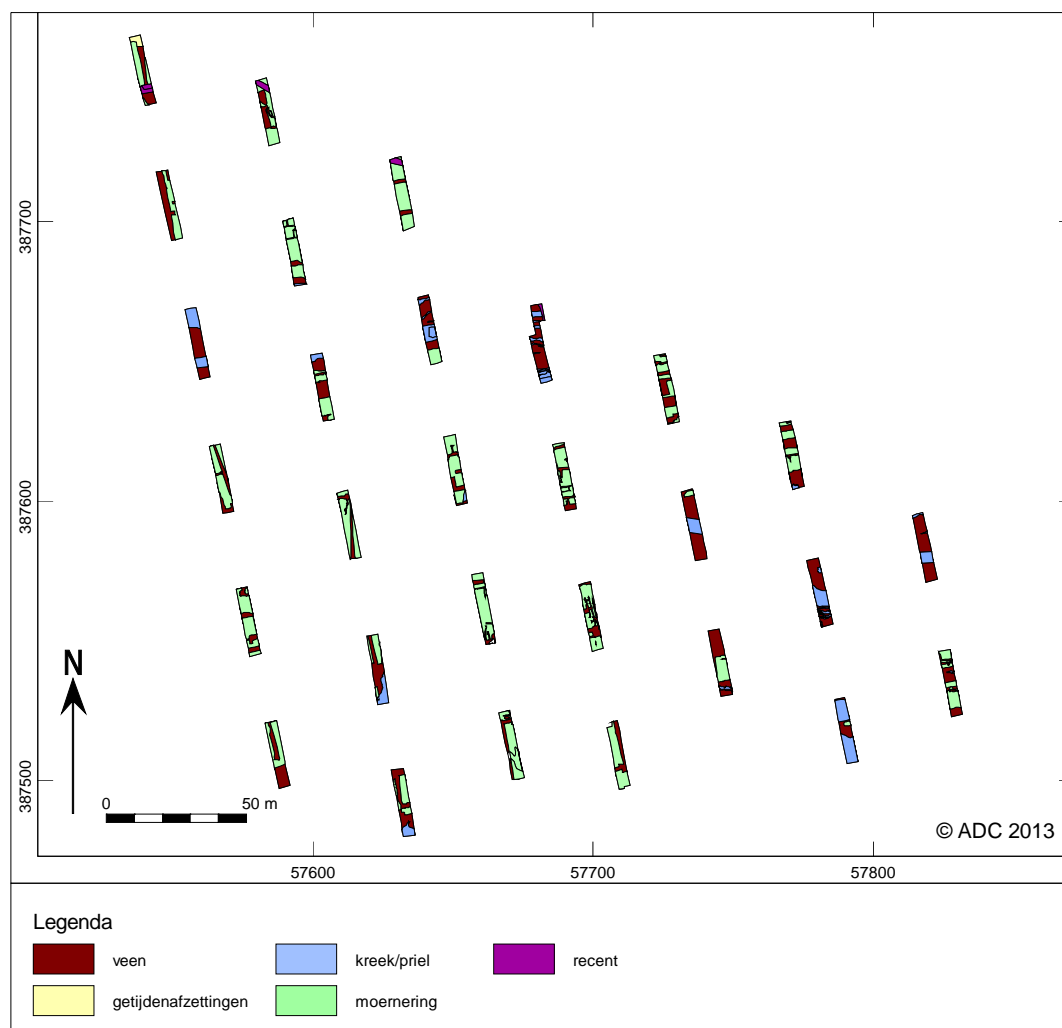 387700
387600
387500
N
0 50 m
© ADC 2013
57600 57700 57800
Legenda
veen kreek/priel recent
getijdenafzettingen moernering